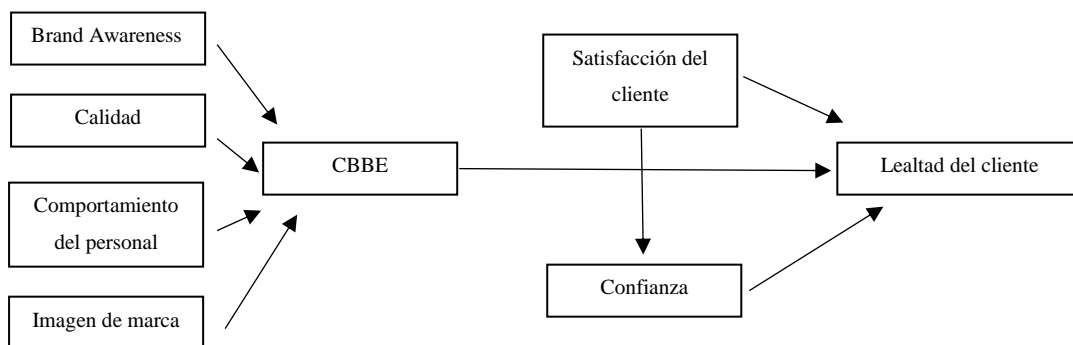 Brand Awareness
Calidad
Comportamiento
del personal
Imagen de marca
CBBE
Satisfacción del
cliente
Confianza
Lealtad del cliente